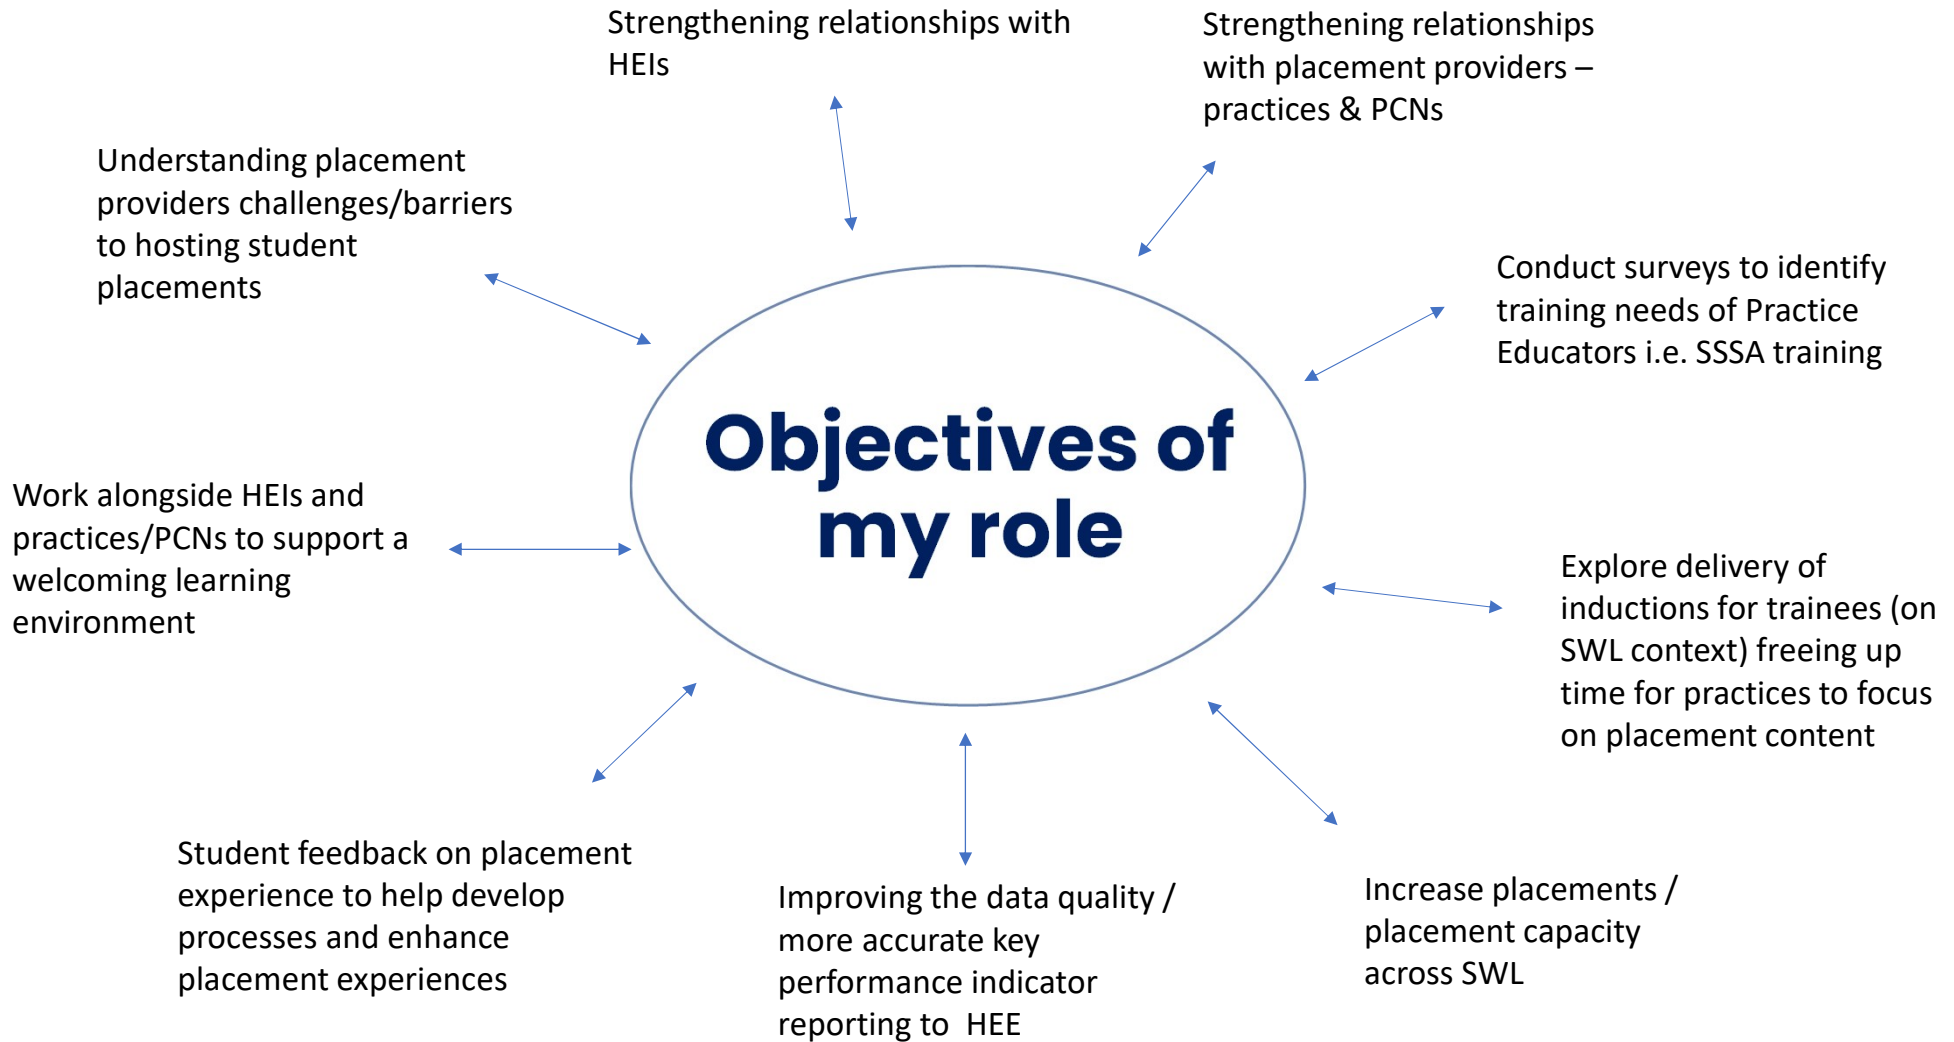 Strengthening relationships with
HEIs
Strengthening relationships
with placement providers –
practices & PCNs
Understanding placement
providers challenges/barriers
to hosting student
placements
Conduct surveys to identify
training needs of Practice
Educators i.e. SSSA training
Objectives of
my role
Work alongside HEIs and
practices/PCNs to support a
welcoming learning
environment
Explore delivery of
inductions for trainees (on
SWL context) freeing up
time for practices to focus
on placement content
Student feedback on placement
experience to help develop
processes and enhance
placement experiences
Improving the data quality /
more accurate key
performance indicator
reporting to  HEE
Increase placements /
placement capacity
across SWL